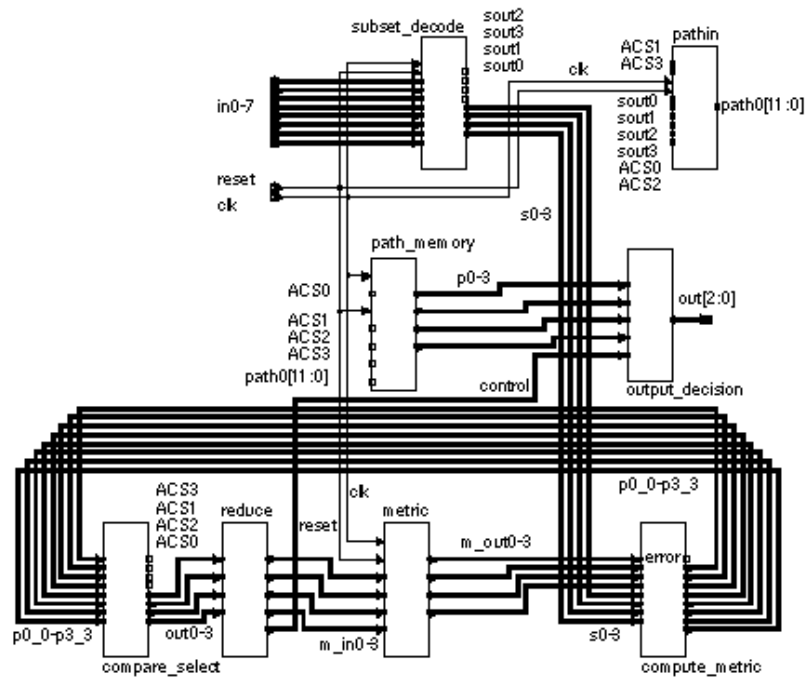 subset_decode
sout2
sout3
sout1
sout0
pathin
ACS1
ACS3
clk
in0-7
sout0
sout1
sout2
sout3
ACS0
ACS2
path0[11:0]
reset
clk
s0-3
path_memory
p0-3
ACS0
ACS1
ACS2
ACS3
path0[11:0]
out[2:0]
control
output_decision
p0_0-p3_3
ACS3
ACS1
ACS2
ACS0
reduce
clk
reset
metric
m_out0-3
error
p0_0-p3_3
out0-3
m_in0-3
s0-3
compare_select
compute_metric